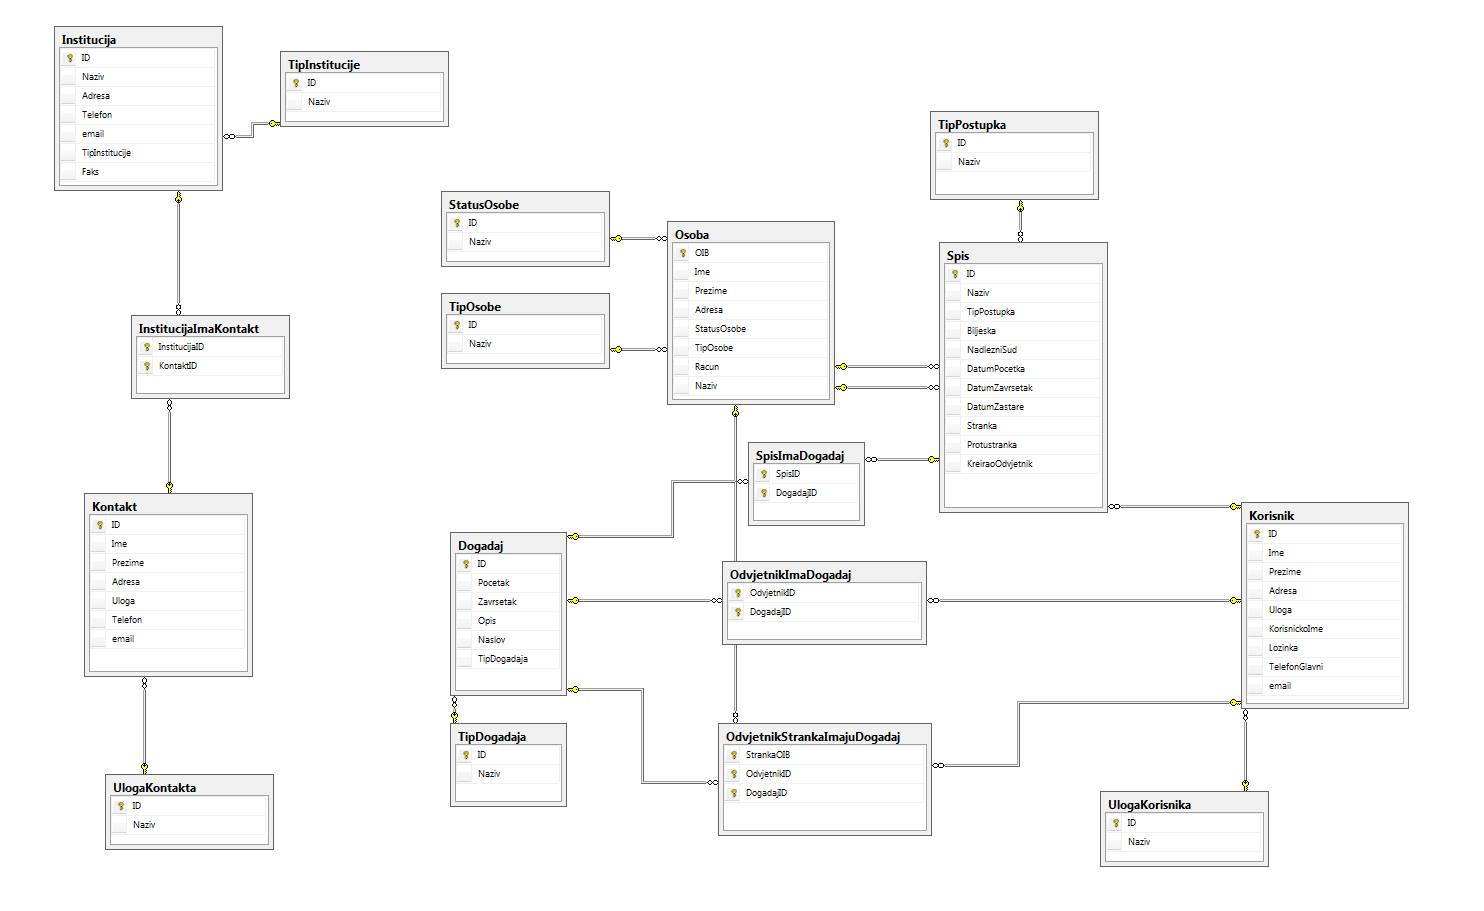 Institucija
ID
Naziv
Adresa
Telefon
email
TipInstitucije
Faks
TipInstitucije
ID
Naziv
TipPostupka
ID
Naziv
StatusOsobe
ID
Naziv
TipOsobe
ID
Naziv
Osoba
OIB
Ime
Prezime
Adresa
StatusOsobe
TipOsobe
Racun
Naziv
Spis
ID
Naziv
TipPostupka
Biljeska
NadlezniSud
DatumPocetka
DatumZavrsetak
DatumZastare
Stranka
Protustranka
KreiraoOdvjetnik
InstitucijaImaKontakt
InstitucijaID
KontaktID
SpisImaDogadaj
SpisID
DogadajID
Kontakt
ID
Ime
Prezime
Adresa
Uloga
Telefon
email
Dogadaj
ID
Pocetak
Zavrsetak
Opis
Naslov
TipDogadaja
OdvjetnikImaDogadaj
OdvjetnikID
DogadajID
Korisnik
ID
Ime
Prezime
Adresa
Uloga
KorisnickoIme
Lozinka
TelefonGlavni
email
TipDogadaja
ID
Naziv
OdvjetnikStrankaImajuDogadaj
StrankaOIB
OdvjetnikID
DogadajID
UlogaKontakta
ID
Naziv
UlogaKorisnika
ID
Naziv